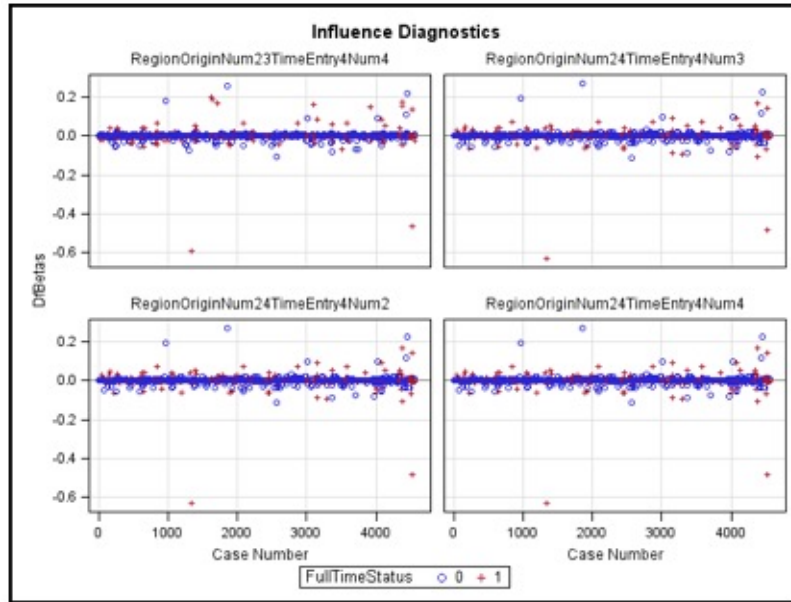 Influence Diagnostics
RegionOriginNum23TimeEntry4Num4 RegionOriginNum24TimeEntry4Num3
0.2
0.0
-0.2
-0.4
-0.6
DfBetas
RegionOriginNum24TimeEntry4Num2 RegionOriginNum24TimeEntry4Num4
0.2
0.0
-0.2
-0.4
-0.6
0 1000 2000 3000 4000 0 1000 2000 3000 4000
Case Number Case Number
FullTimeStatus 0 1